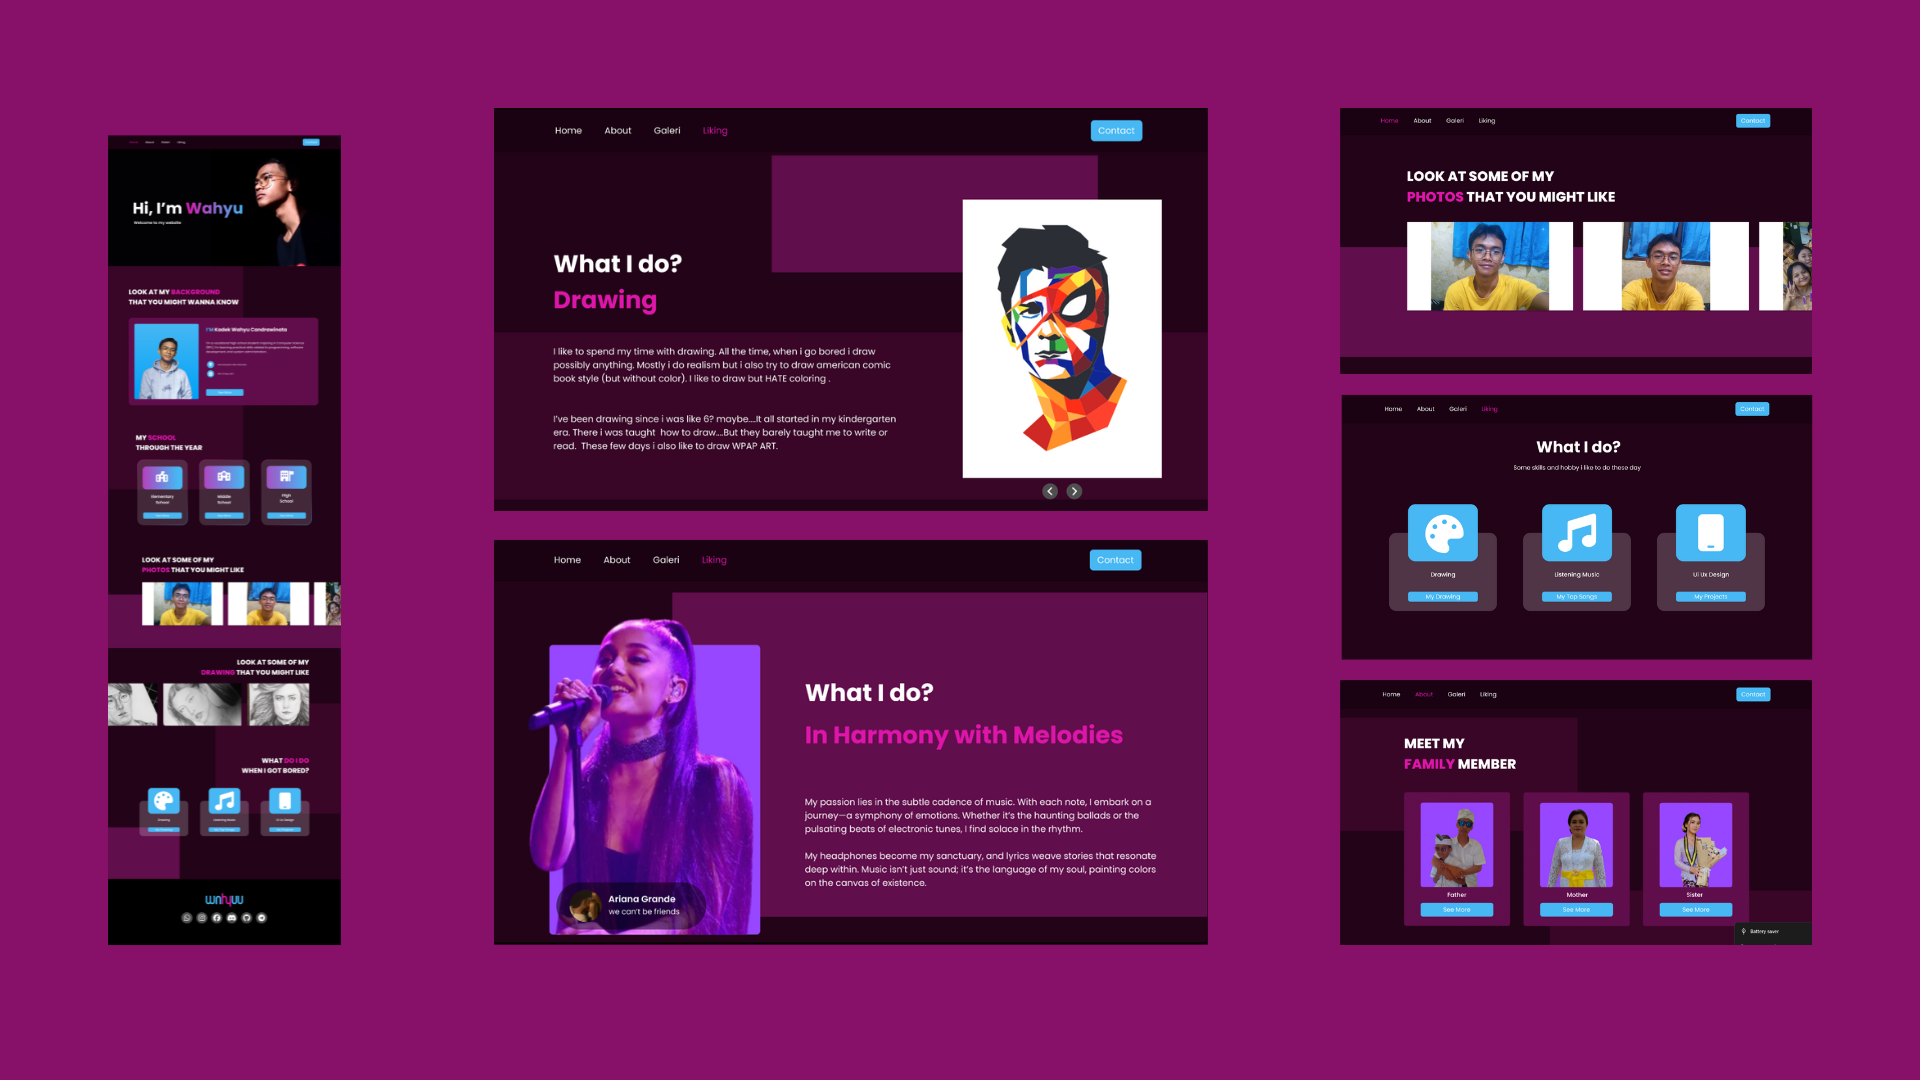 Home About Galeri Liking
Contact
Hi, I'm Wahyu
Welcome to my website
LOOK AT MY BACKGROUND
THAT YOU MIGHT WANNA KNOW
I'M Kadek Wahyu Candrawinata
MY SCHOOL
THROUGH THE YEAR
Elementary
School
Middle
School
High
School
LOOK AT SOME OF MY
PHOTOS THAT YOU MIGHT LIKE
LOOK AT SOME OF MY
DRAWING THAT YOU MIGHT LIKE
WHAT DO I DO
WHEN I GOT BORED?
Drawing
Listening Music
Ui Ux Design
wahyuu
Home About Galeri Liking
Contact
What I do?
Drawing
I like to spend my time with drawing. All the time, when i go bored i draw
possibly anything. Mostly i do realism but i also try to draw american comic
book style (but without color). I like to draw but HATE coloring .
I've been drawing since i was like 6? maybe....It all started in my kindergarten
era. There i was taught how to draw....But they barely taught me to write or
read. These few days i also like to draw WPAP ART.
Home About Galeri Liking
Contact
What I do?
In Harmony with Melodies
My passion lies in the subtle cadence of music. With each note, I embark on a
journey—a symphony of emotions. Whether it's the haunting ballads or the
pulsating beats of electronic tunes, I find solace in the rhythm.
My headphones become my sanctuary, and lyrics weave stories that resonate
deep within. Music isn't just sound; it's the language of my soul, painting colors
on the canvas of existence.
Ariana Grande
we can't be friends
Home About Galeri Liking
Contact
LOOK AT SOME OF MY
PHOTOS THAT YOU MIGHT LIKE
Home About Galeri Liking
Contact
What I do?
Some skills and hobby i like to do these day
Drawing
My Drawing
Listening Music
My Top Songs
Ui Ux Design
My Projects
Home About Galeri Liking
Contact
MEET MY
FAMILY MEMBER
Father
See More
Mother
See More
Sister
See More
Battery saver